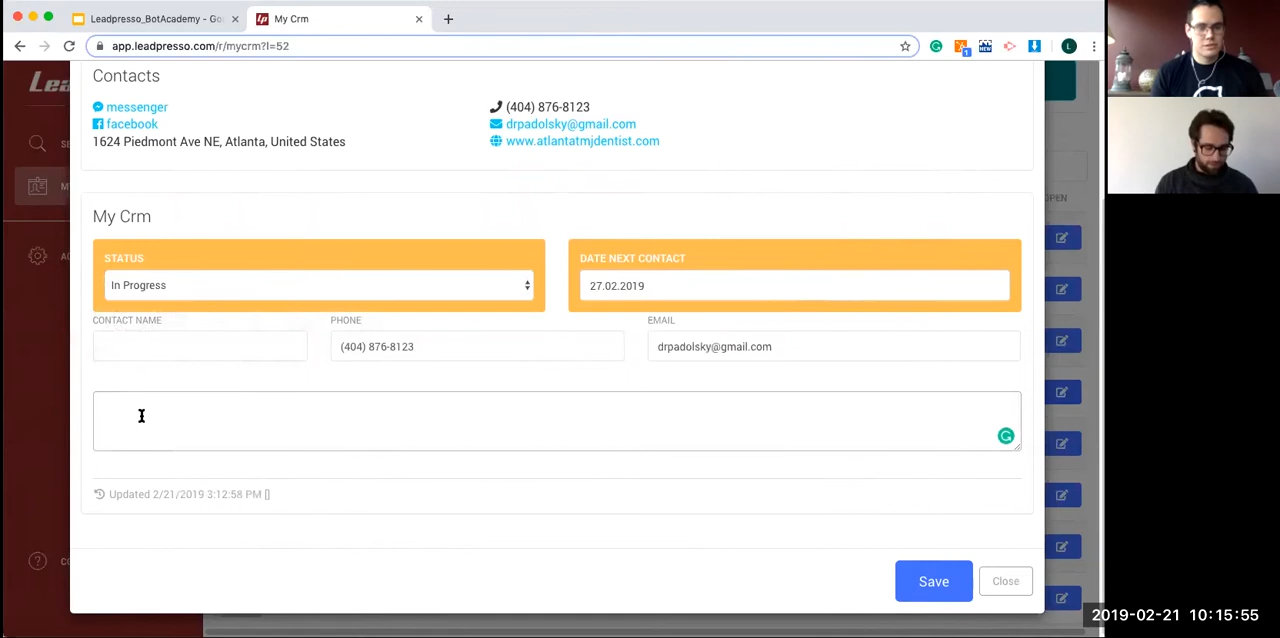 Leadpresso_BotAcademy - Go
My Crm
app.leadpresso.com/r/mycrm?l=52
Contacts
messenger
(404) 876-8123
facebook
drpadolsky@gmail.com
1624 Piedmont Ave NE, Atlanta, United States
www.atlantatmjdentist.com
My Crm
STATUS
DATE NEXT CONTACT
In Progress
27.02.2019
CONTACT NAME
PHONE
EMAIL
(404) 876-8123
drpadolsky@gmail.com
Updated 2/21/2019 3:12:58 PM []
Save
Close
2019-02-21 10:15:55